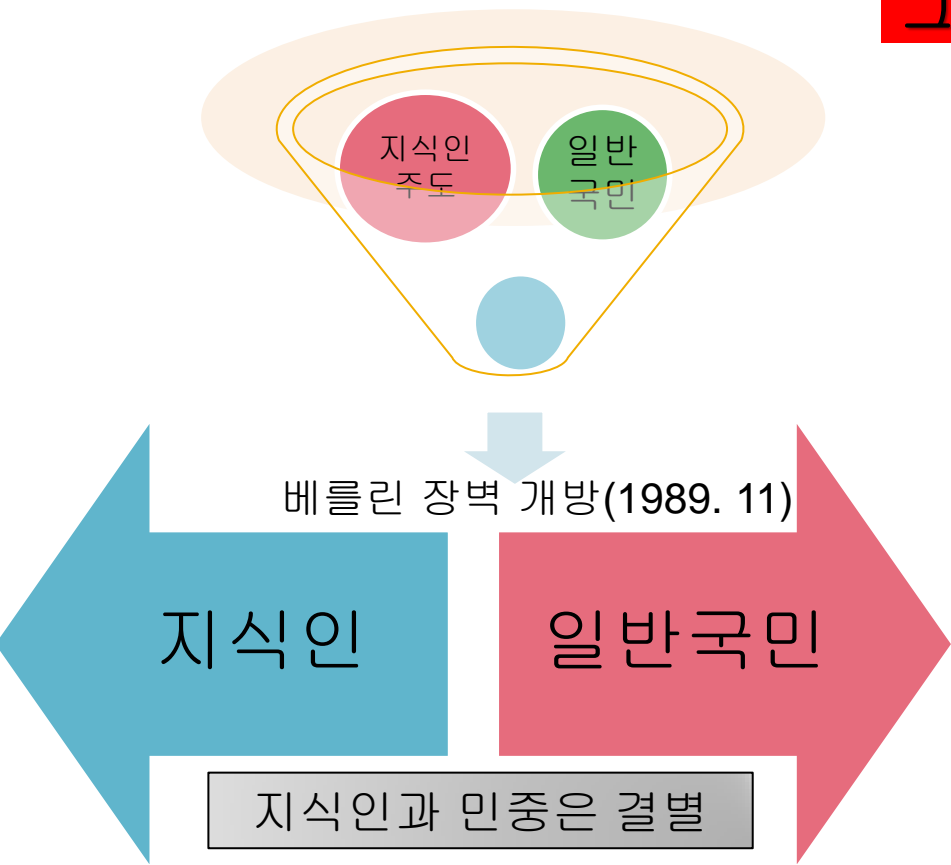 지식인
주도
일반
국민
베를린 장벽 개방(1989. 11)
지식인
일반국민
지식인과 민중은 결별